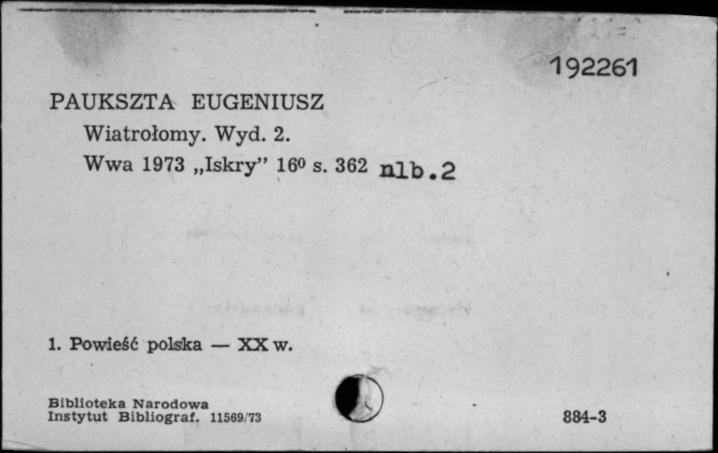 192261
PAUKSZTA EUGENIUSZ
Wiatrołomy. Wyd. 2.
Wwa 1973 „Iskry” 16⁰ s. 362 nlb.2
1. Powieść polska — XX w.
Biblioteka Narodowa
Instytut Bibliograf. 11569/73
884-3